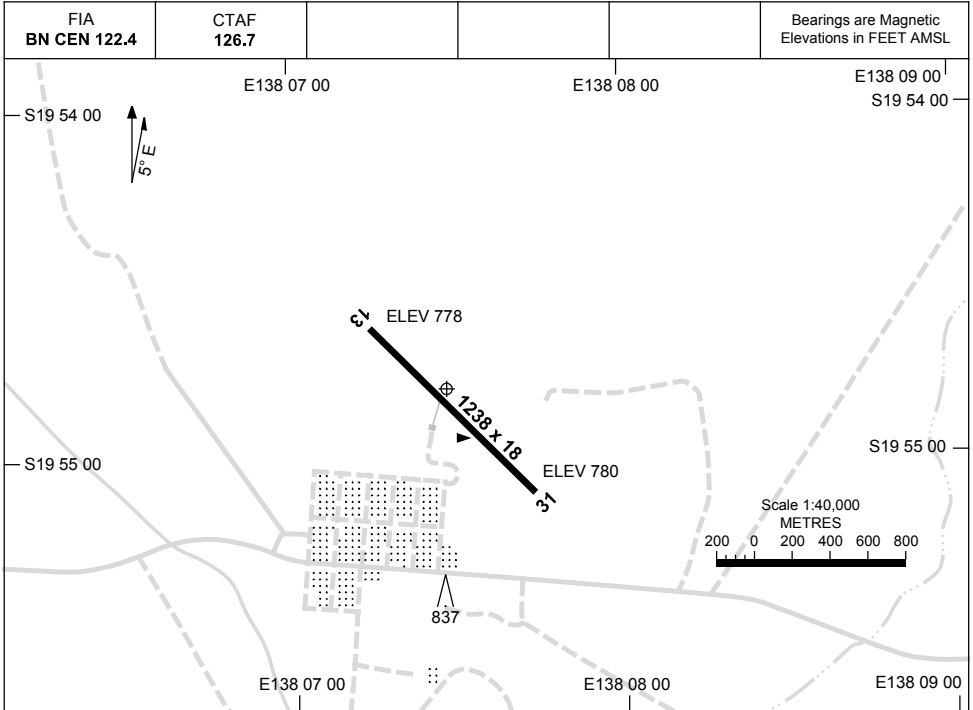 FIA
BN CEN 122.4
CTAF
126.7
Bearings are Magnetic
Elevations in FEET AMSL
E138 07 00
E138 08 00
E138 09 00
S19 54 00
S19 54 00
5° E
13
ELEV 778
1238 x 18
S19 55 00
S19 55 00
ELEV 780
31
Scale 1:40,000
METRES
200 0 200 400 600 800
837
E138 07 00
E138 08 00
E138 09 00